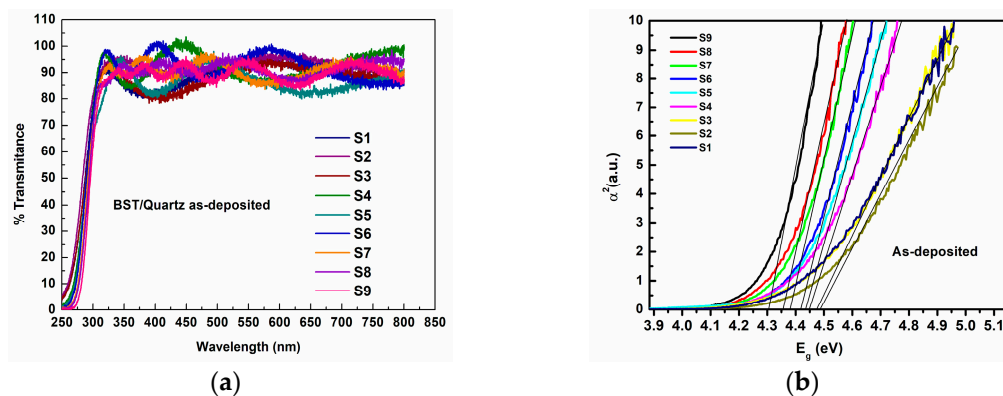 110
100
90
80
70
60
50
40
30
20
10
0
% Transmitance
BST/Quartz as-deposited
S1
S2
S3
S4
S5
S6
S7
S8
S9
250 300 350 400 450 500 550 600 650 700 750 800 850
Wavelength (nm)
(a)
10
9
8
7
6
5
4
3
2
1
0
α²(a.u.)
S9
S8
S7
S6
S5
S4
S3
S2
S1
As-deposited
3.9 4.0 4.1 4.2 4.3 4.4 4.5 4.6 4.7 4.8 4.9 5.0 5.1
E_g (eV)
(b)